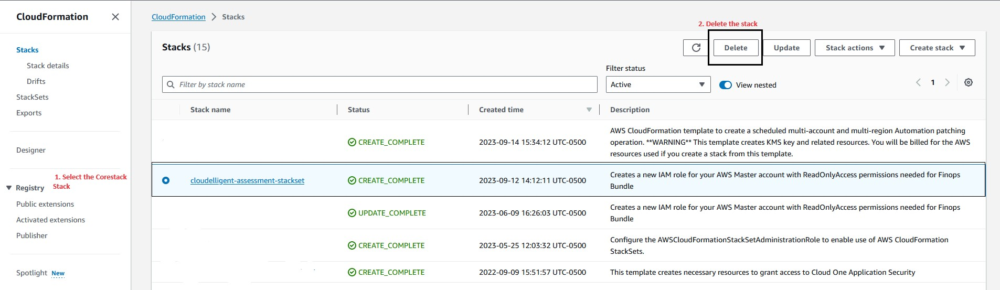 CloudFormation
CloudFormation
Stacks
2. Delete the stack
Stacks
Stack details
Drifts
StackSets
Exports
Designer
1. Select the Corestack
Stack
Registry
Public extensions
Activated extensions
Publisher
Spotlight New
Stacks (15)
Delete
Update
Stack actions
Create stack
Filter status
Filter by stack name
Active
View nested
1
Stack name Status Created time Description
CREATE_COMPLETE 2023-09-14 15:34:12 UTC-0500
AWS CloudFormation template to create a scheduled multi-account and multi-region Automation patching
operation. **WARNING** This template creates KMS key and related resources. You will be billed for the AWS
resources used if you create a stack from this template.
cloudelligent-assessment-stackset CREATE_COMPLETE 2023-09-12 14:12:11 UTC-0500
Creates a new IAM role for your AWS Master account with ReadOnlyAccess permissions needed for Finops
Bundle
UPDATE_COMPLETE 2023-06-09 16:26:03 UTC-0500
Creates a new IAM role for your AWS Master account with ReadOnlyAccess permissions needed for Finops
Bundle
CREATE_COMPLETE 2023-05-25 12:03:32 UTC-0500
Configure the AWSCloudFormationStackSetAdministrationRole to enable use of AWS CloudFormation
StackSets.
CREATE_COMPLETE 2022-09-09 15:51:57 UTC-0500 This template creates necessary resources to grant access to Cloud One Application Security